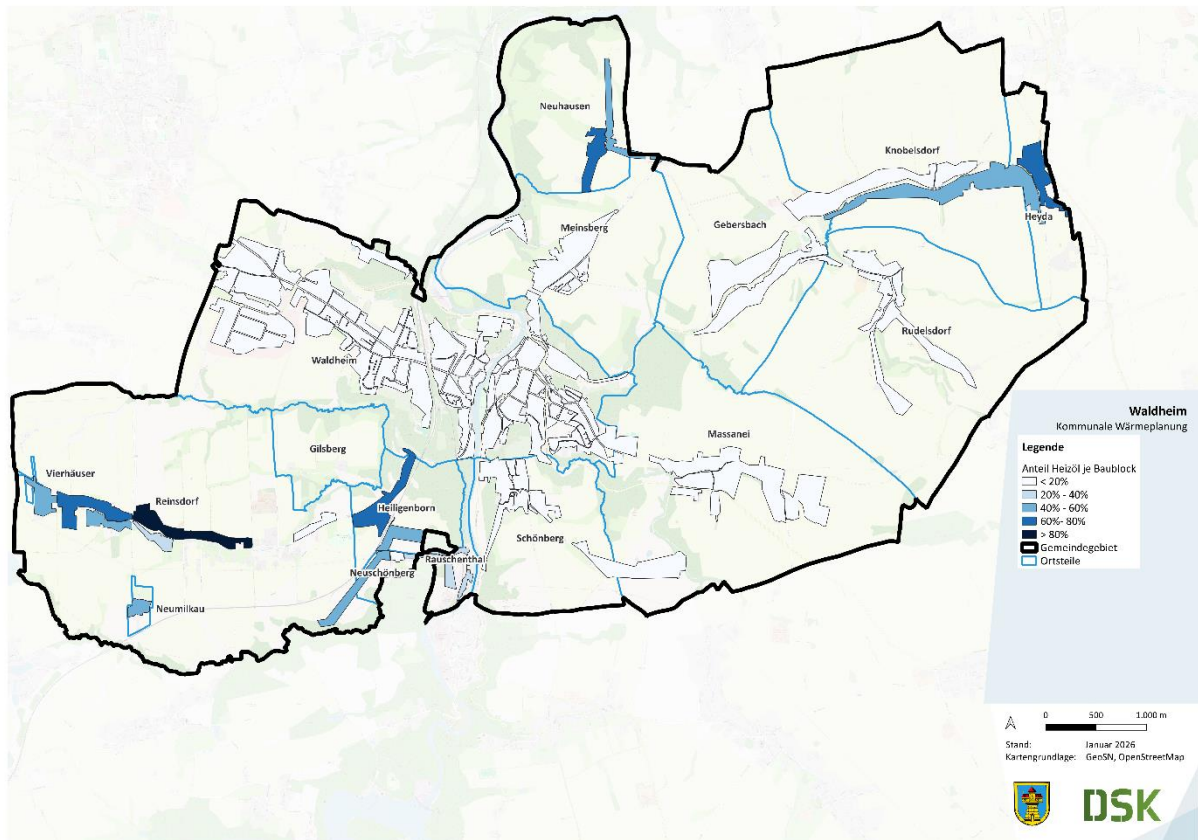 Neuhausen
Knobelsdorf
Heyda
Meinsberg
Gebersbach
Rudelsdorf
Waldheim
Massanei
Gilsberg
Vierhäuser
Reinsdorf
Heiligenborn
Schönberg
Rauschenthal
Neuschönberg
Neumilkau
Waldheim
Kommunale Wärmeplanung
Legende
Anteil Heizöl je Baublock
< 20%
20% - 40%
40% - 60%
60%- 80%
> 80%
Gemeindegebiet
Ortsteile
0 500 1.000 m
Stand: Januar 2026
Kartengrundlage: GeoSN, OpenStreetMap
DSK